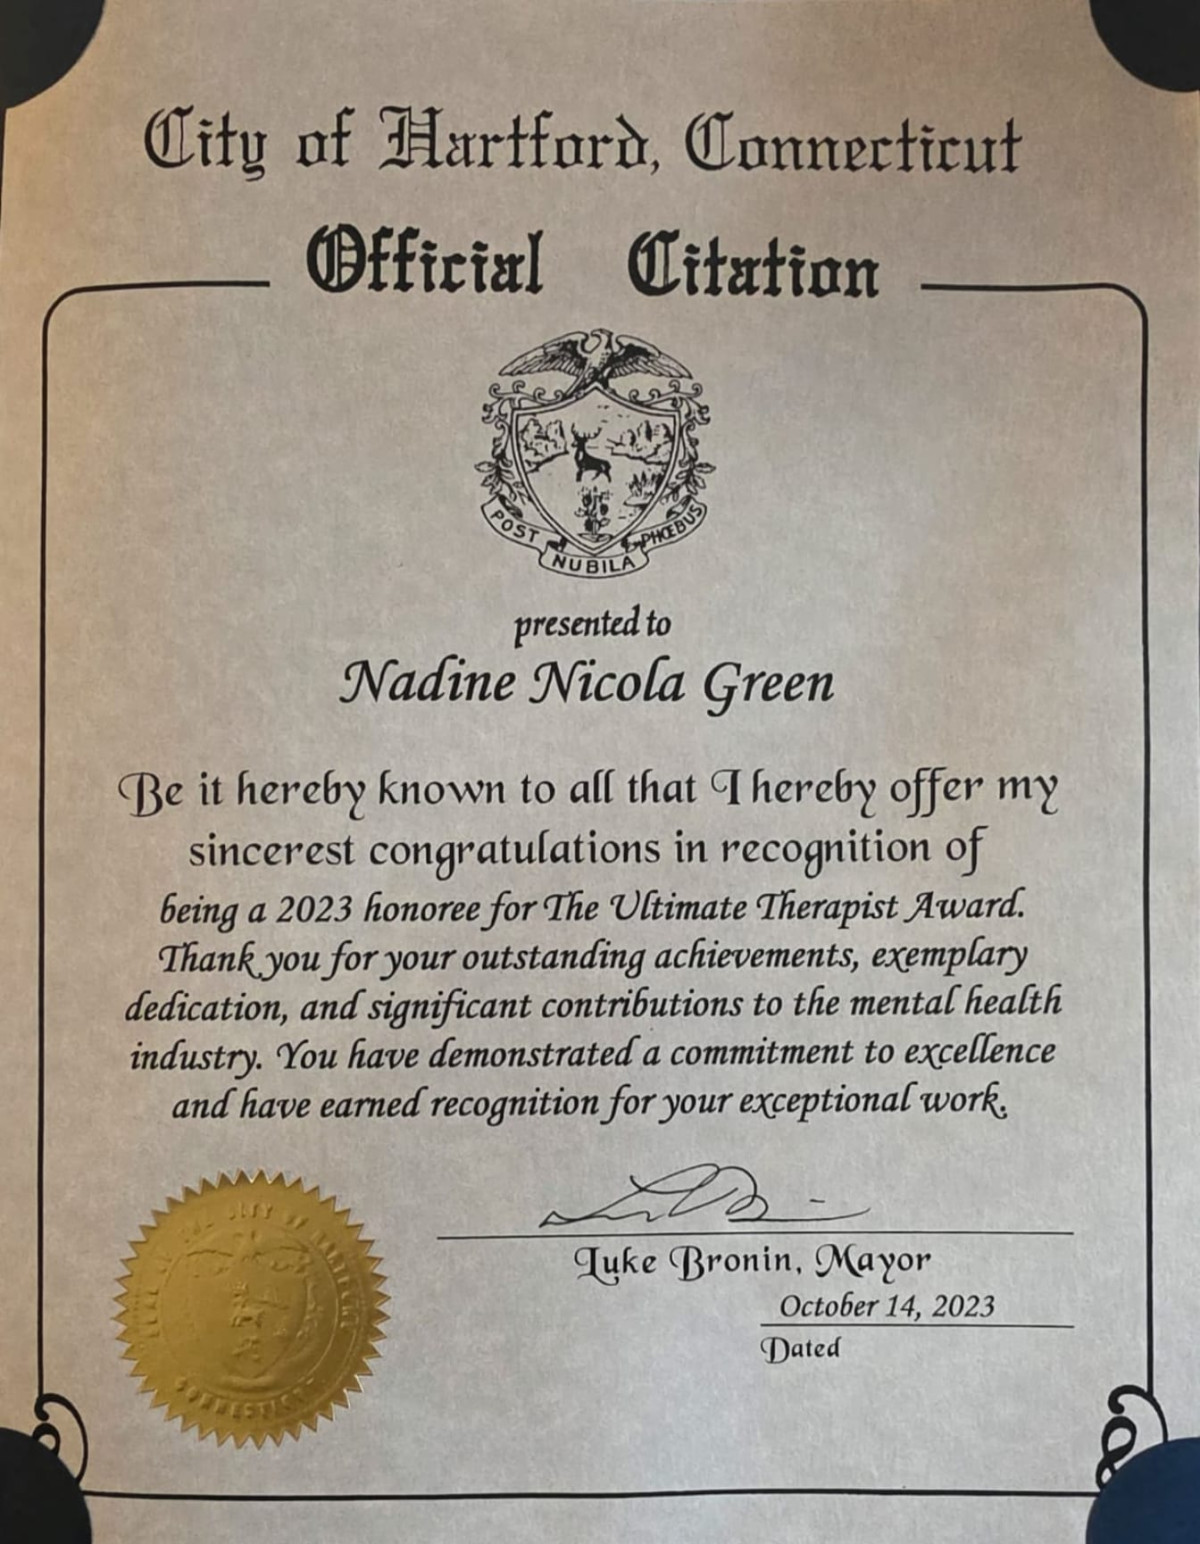 City of Hartford, Connecticut
Official Citation
POST NUBILA PHŒBUS
presented to
Nadine Nicola Green
Be it hereby known to all that I hereby offer my
sincerest congratulations in recognition of
being a 2023 honoree for The Ultimate Therapist Award.
Thank you for your outstanding achievements, exemplary
dedication, and significant contributions to the mental health
industry. You have demonstrated a commitment to excellence
and have earned recognition for your exceptional work.
Luke Bronin, Mayor
October 14, 2023
Dated